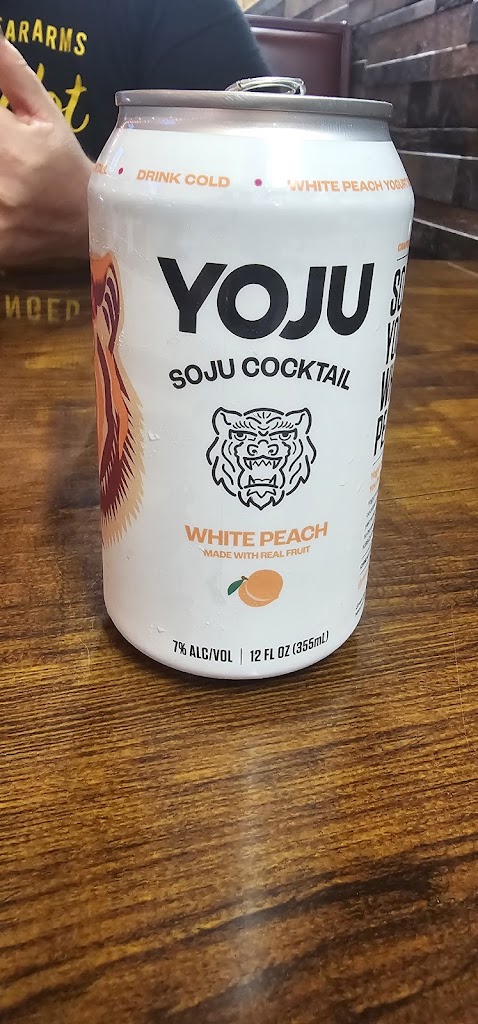 DRINK COLD • WHITE PEACH
YOJU
SOJU COCKTAIL
WHITE PEACH
MADE WITH REAL FRUIT
7% ALC/VOL | 12 FL OZ (355mL)